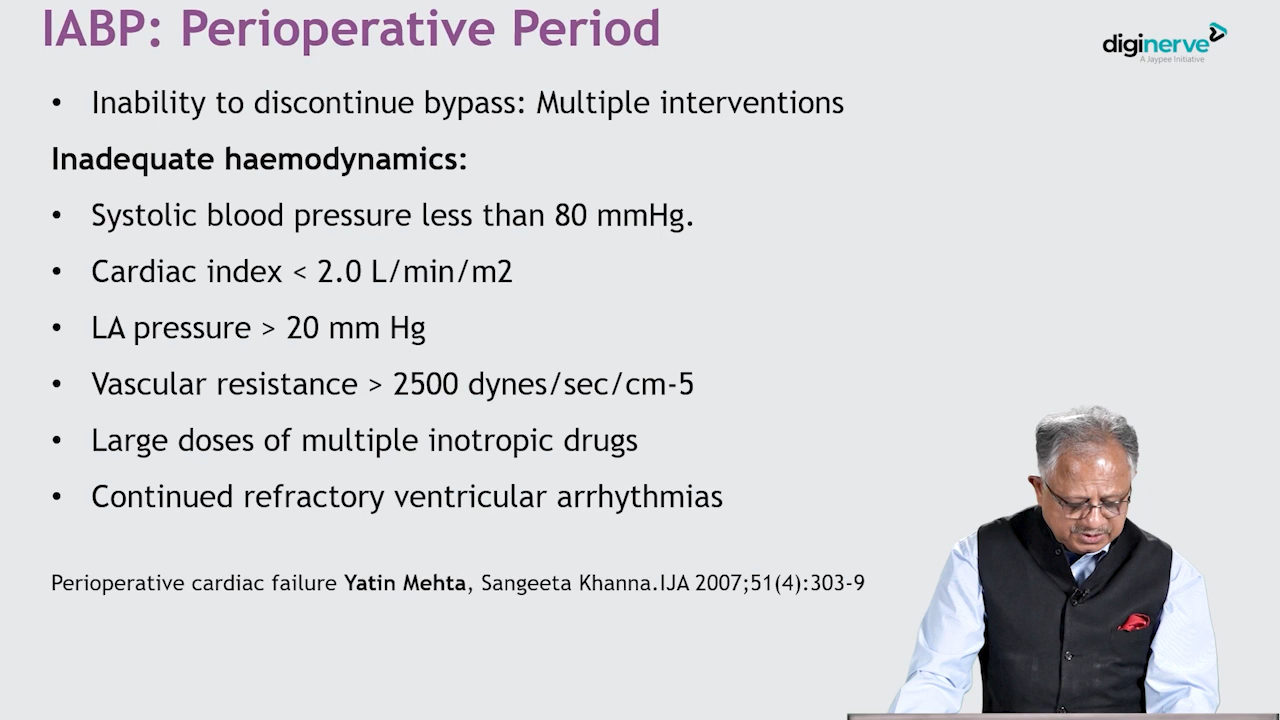 IABP: Perioperative Period
diginerve
A Jaypee Initiative
• Inability to discontinue bypass: Multiple interventions
Inadequate haemodynamics:
• Systolic blood pressure less than 80 mmHg.
• Cardiac index < 2.0 L/min/m2
• LA pressure > 20 mm Hg
• Vascular resistance > 2500 dynes/sec/cm-5
• Large doses of multiple inotropic drugs
• Continued refractory ventricular arrhythmias
Perioperative cardiac failure Yatin Mehta, Sangeeta Khanna.IJA 2007;51(4):303-9